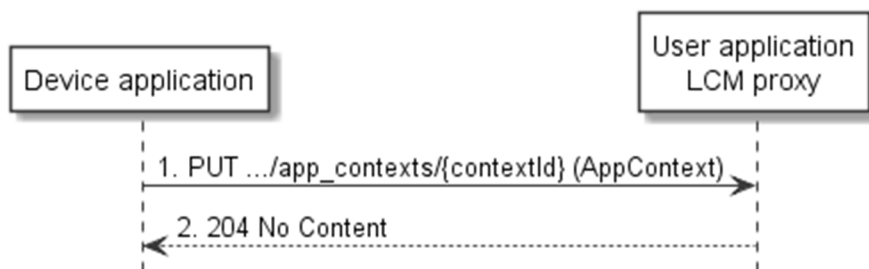 Device application
User application
LCM proxy
1. PUT .../app_contexts/{contextId} (AppContext)
2. 204 No Content